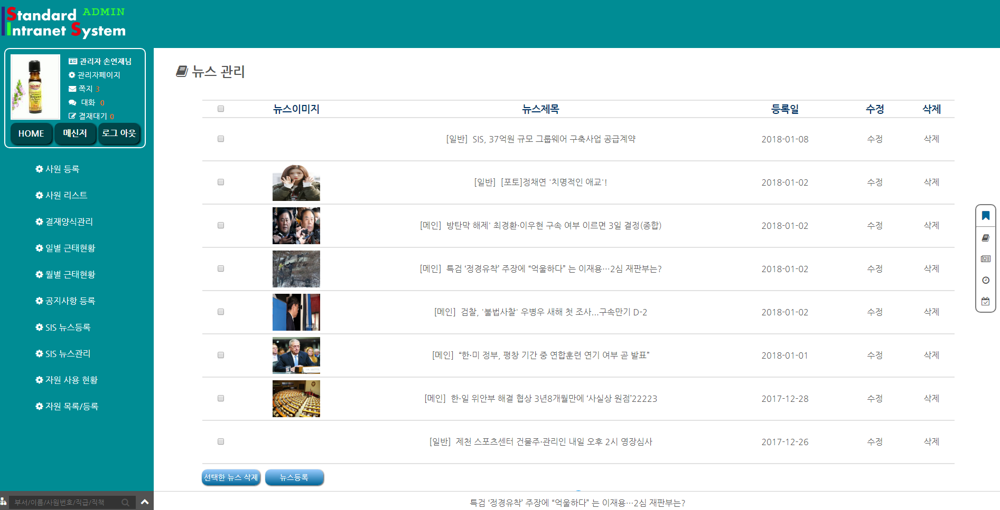 Standard ADMIN
Intranet System
관리자 손연재님
관리자페이지
쪽지 3
대화 0
결재대기 0
HOME 메신저 로그 아웃
사원 등록
사원 리스트
결재양식관리
일별 근태현황
월별 근태현황
공지사항 등록
SIS 뉴스등록
SIS 뉴스관리
자원 사용 현황
자원 목록/등록
부서/이름/사원번호/직급/직책
뉴스 관리
뉴스이미지 뉴스제목 등록일 수정 삭제
[일반] SIS, 37억원 규모 그룹웨어 구축사업 공급계약 2018-01-08 수정 삭제
[일반] [포토]정채연 '치명적인 애교'! 2018-01-02 수정 삭제
[메인] 방탄막 해제' 최경환·이우현 구속 여부 이르면 3일 결정(종합) 2018-01-02 수정 삭제
[메인] 특검 ‘정경유착’ 주장에 “억울하다” 는 이재용…2심 재판부는? 2018-01-02 수정 삭제
[메인] 검찰, '불법사찰' 우병우 새해 첫 조사...구속만기 D-2 2018-01-02 수정 삭제
[메인] “한·미 정부, 평창 기간 중 연합훈련 연기 여부 곧 발표” 2018-01-01 수정 삭제
[메인] 한·일 위안부 해결 협상 3년8개월만에 ‘사실상 원점’22223 2017-12-28 수정 삭제
[일반] 제천 스포츠센터 건물주·관리인 내일 오후 2시 영장심사 2017-12-26 수정 삭제
선택한 뉴스 삭제 뉴스등록
특검 ‘정경유착’ 주장에 “억울하다” 는 이재용…2심 재판부는?